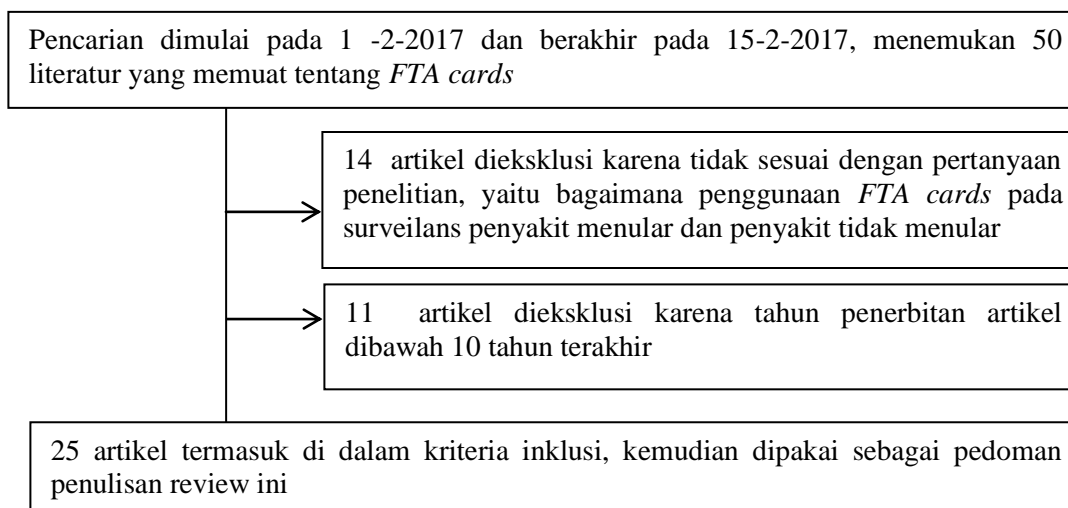 Pencarian dimulai pada 1 -2-2017 dan berakhir pada 15-2-2017, menemukan 50
literatur yang memuat tentang FTA cards
14 artikel dieksklusi karena tidak sesuai dengan pertanyaan
penelitian, yaitu bagaimana penggunaan FTA cards pada
surveilans penyakit menular dan penyakit tidak menular
11 artikel dieksklusi karena tahun penerbitan artikel
dibawah 10 tahun terakhir
25 artikel termasuk di dalam kriteria inklusi, kemudian dipakai sebagai pedoman
penulisan review ini